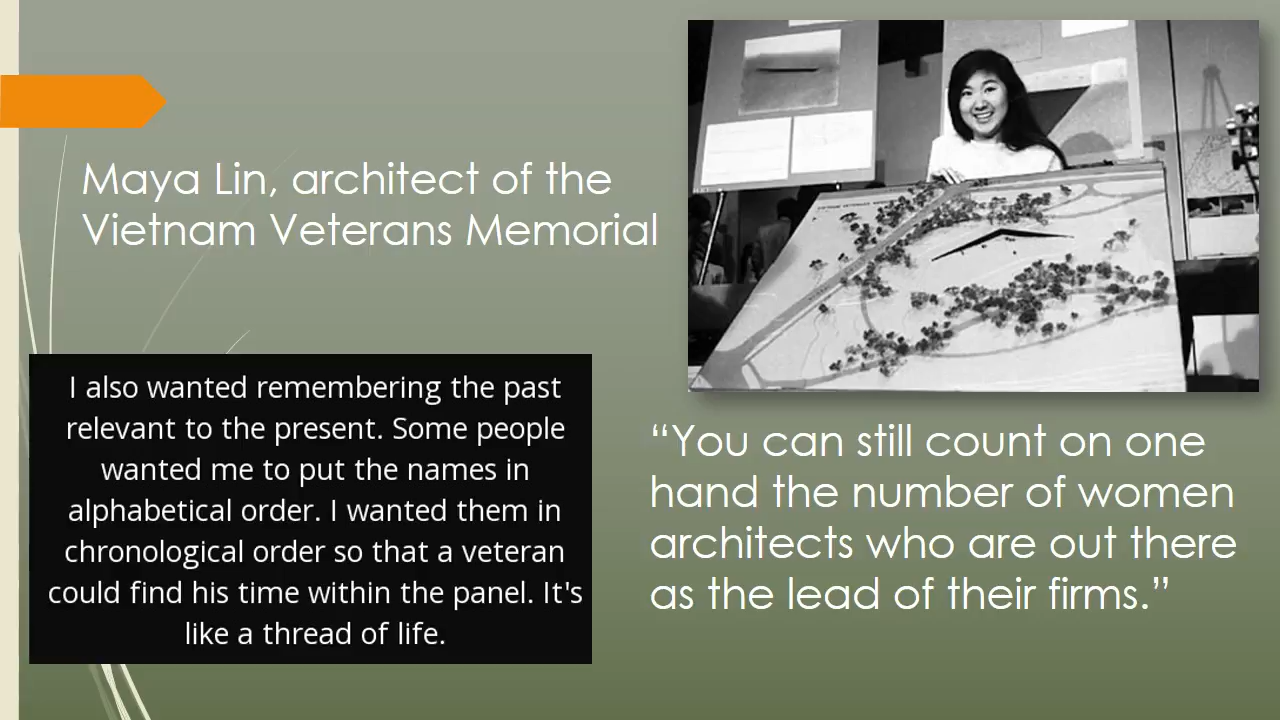 Maya Lin, architect of the
Vietnam Veterans Memorial
I also wanted remembering the past
relevant to the present. Some people
wanted me to put the names in
alphabetical order. I wanted them in
chronological order so that a veteran
could find his time within the panel. It's
like a thread of life.
“You can still count on one
hand the number of women
architects who are out there
as the lead of their firms.”